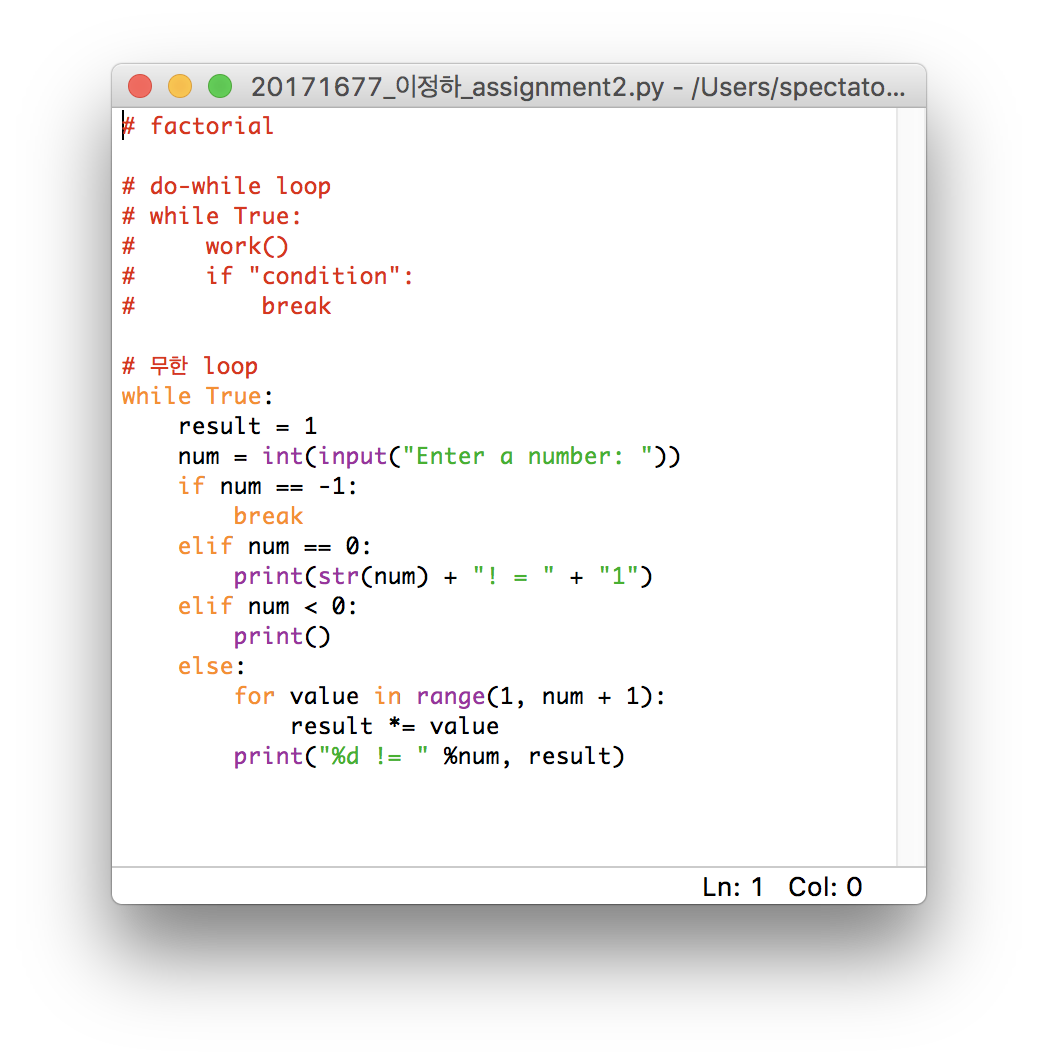 20171677_이정하_assignment2.py - /Users/spectato...
# factorial
# do-while loop
# while True:
#     work()
#     if "condition":
#         break
# 무한 loop
while True:
    result = 1
    num = int(input("Enter a number: "))
    if num == -1:
        break
    elif num == 0:
        print(str(num) + "! = " + "1")
    elif num < 0:
        print()
    else:
        for value in range(1, num + 1):
            result *= value
        print("%d != " %num, result)
Ln: 1 Col: 0